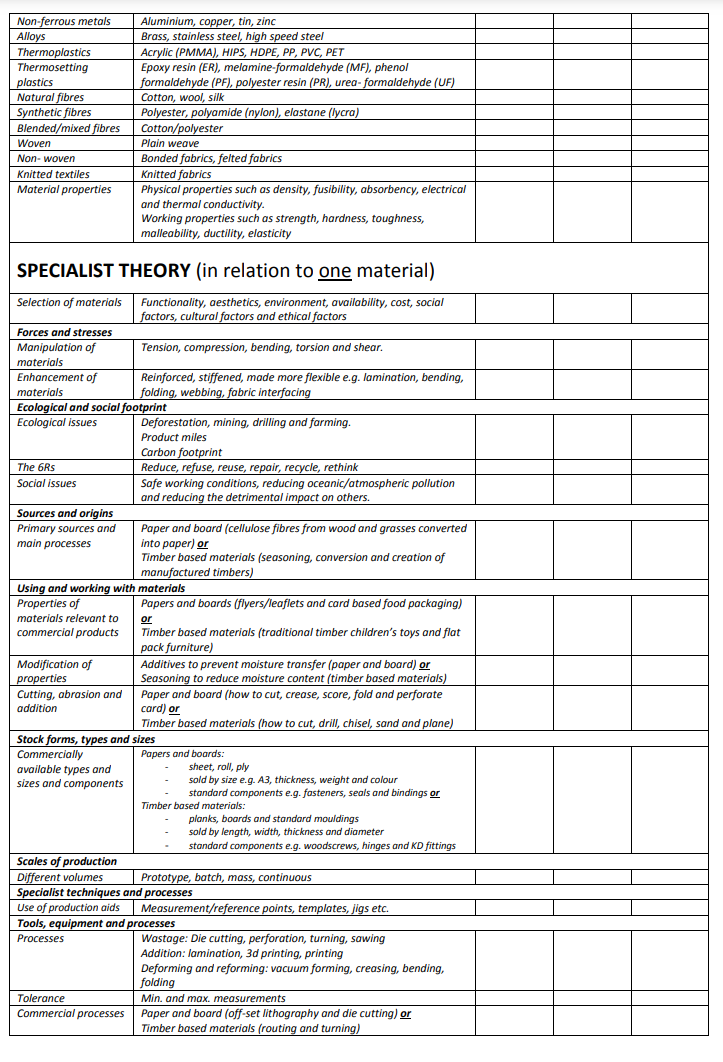 Non-ferrous metals Aluminium, copper, tin, zinc
Alloys Brass, stainless steel, high speed steel
Thermoplastics Acrylic (PMMA), HIPS, HDPE, PP, PVC, PET
Thermosetting Epoxy resin (ER), melamine-formaldehyde (MF), phenol
plastics formaldehyde (PF), polyester resin (PR), urea- formaldehyde (UF)
Natural fibres Cotton, wool, silk
Synthetic fibres Polyester, polyamide (nylon), elastane (lycra)
Blended/mixed fibres Cotton/polyester
Woven Plain weave
Non- woven Bonded fabrics, felted fabrics
Knitted textiles Knitted fabrics
Material properties Physical properties such as density, fusibility, absorbency, electrical
and thermal conductivity.
Working properties such as strength, hardness, toughness,
malleability, ductility, elasticity
SPECIALIST THEORY (in relation to one material)
Selection of materials Functionality, aesthetics, environment, availability, cost, social
factors, cultural factors and ethical factors
Forces and stresses
Manipulation of Tension, compression, bending, torsion and shear.
materials
Enhancement of Reinforced, stiffened, made more flexible e.g. lamination, bending,
materials folding, webbing, fabric interfacing
Ecological and social footprint
Ecological issues Deforestation, mining, drilling and farming.
Product miles
Carbon footprint
The 6Rs Reduce, refuse, reuse, repair, recycle, rethink
Social issues Safe working conditions, reducing oceanic/atmospheric pollution
and reducing the detrimental impact on others.
Sources and origins
Primary sources and Paper and board (cellulose fibres from wood and grasses converted
main processes into paper) or
Timber based materials (seasoning, conversion and creation of
manufactured timbers)
Using and working with materials
Properties of Papers and boards (flyers/leaflets and card based food packaging)
materials relevant to or
commercial products Timber based materials (traditional timber children's toys and flat
pack furniture)
Modification of Additives to prevent moisture transfer (paper and board) or
properties Seasoning to reduce moisture content (timber based materials)
Cutting, abrasion and Paper and board (how to cut, crease, score, fold and perforate
addition card) or
Timber based materials (how to cut, drill, chisel, sand and plane)
Stock forms, types and sizes
Commercially Papers and boards:
available types and - sheet, roll, ply
sizes and components - sold by size e.g. A3, thickness, weight and colour
- standard components e.g. fasteners, seals and bindings or
Timber based materials:
- planks, boards and standard mouldings
- sold by length, width, thickness and diameter
- standard components e.g. woodscrews, hinges and KD fittings
Scales of production
Different volumes Prototype, batch, mass, continuous
Specialist techniques and processes
Use of production aids Measurement/reference points, templates, jigs etc.
Tools, equipment and processes
Processes Wastage: Die cutting, perforation, turning, sawing
Addition: lamination, 3d printing, printing
Deforming and reforming: vacuum forming, creasing, bending,
folding
Tolerance Min. and max. measurements
Commercial processes Paper and board (off-set lithography and die cutting) or
Timber based materials (routing and turning)